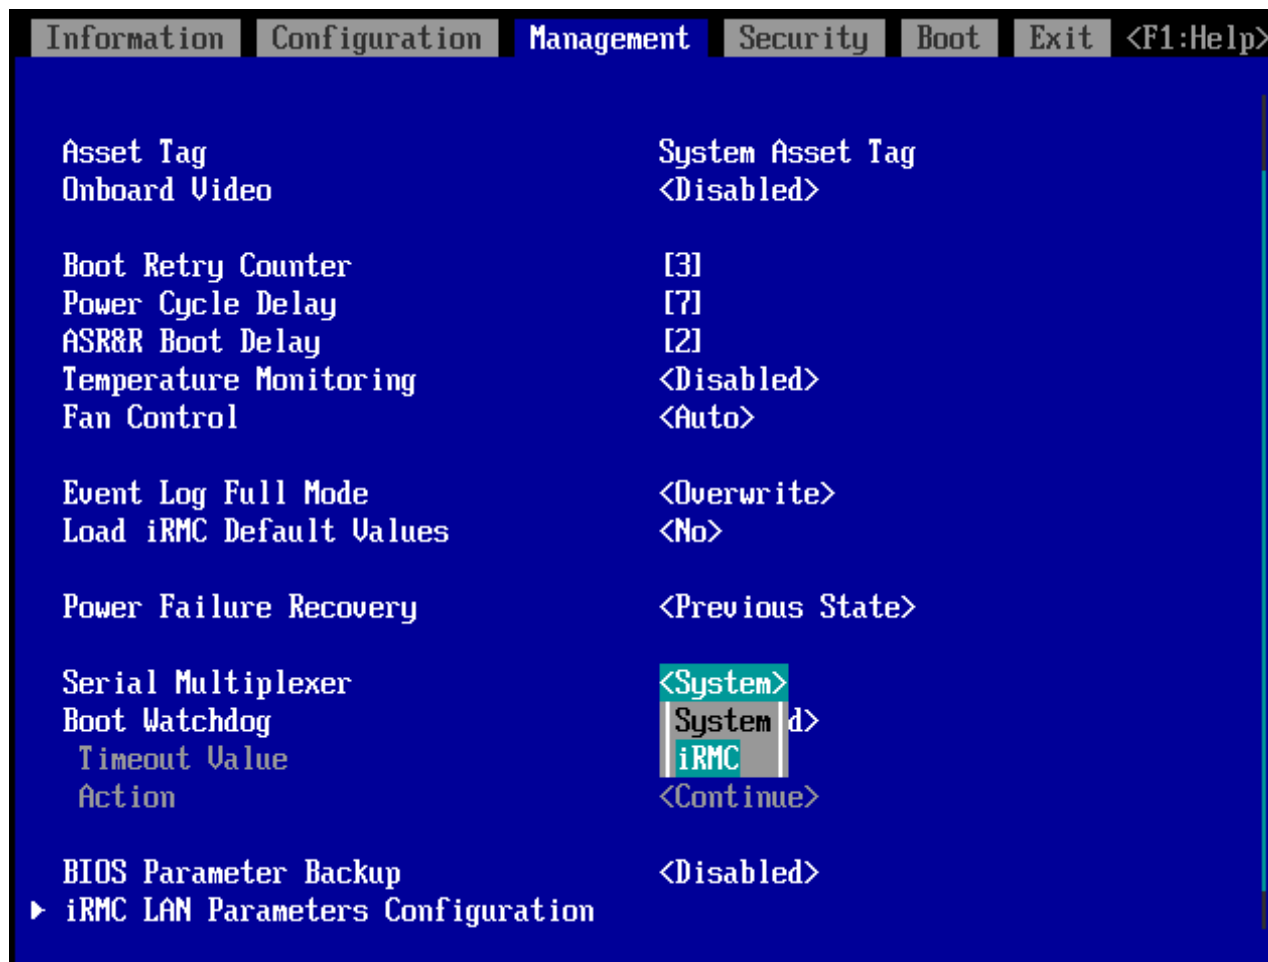 Information Configuration Management Security Boot Exit <F1:Help>
Asset Tag System Asset Tag
Onboard Video <Disabled>
Boot Retry Counter [3]
Power Cycle Delay [7]
ASR&R Boot Delay [2]
Temperature Monitoring <Disabled>
Fan Control <Auto>
Event Log Full Mode <Overwrite>
Load iRMC Default Values <No>
Power Failure Recovery <Previous State>
Serial Multiplexer <System>
Boot Watchdog System d>
Timeout Value iRMC
Action <Continue>
BIOS Parameter Backup <Disabled>
iRMC LAN Parameters Configuration